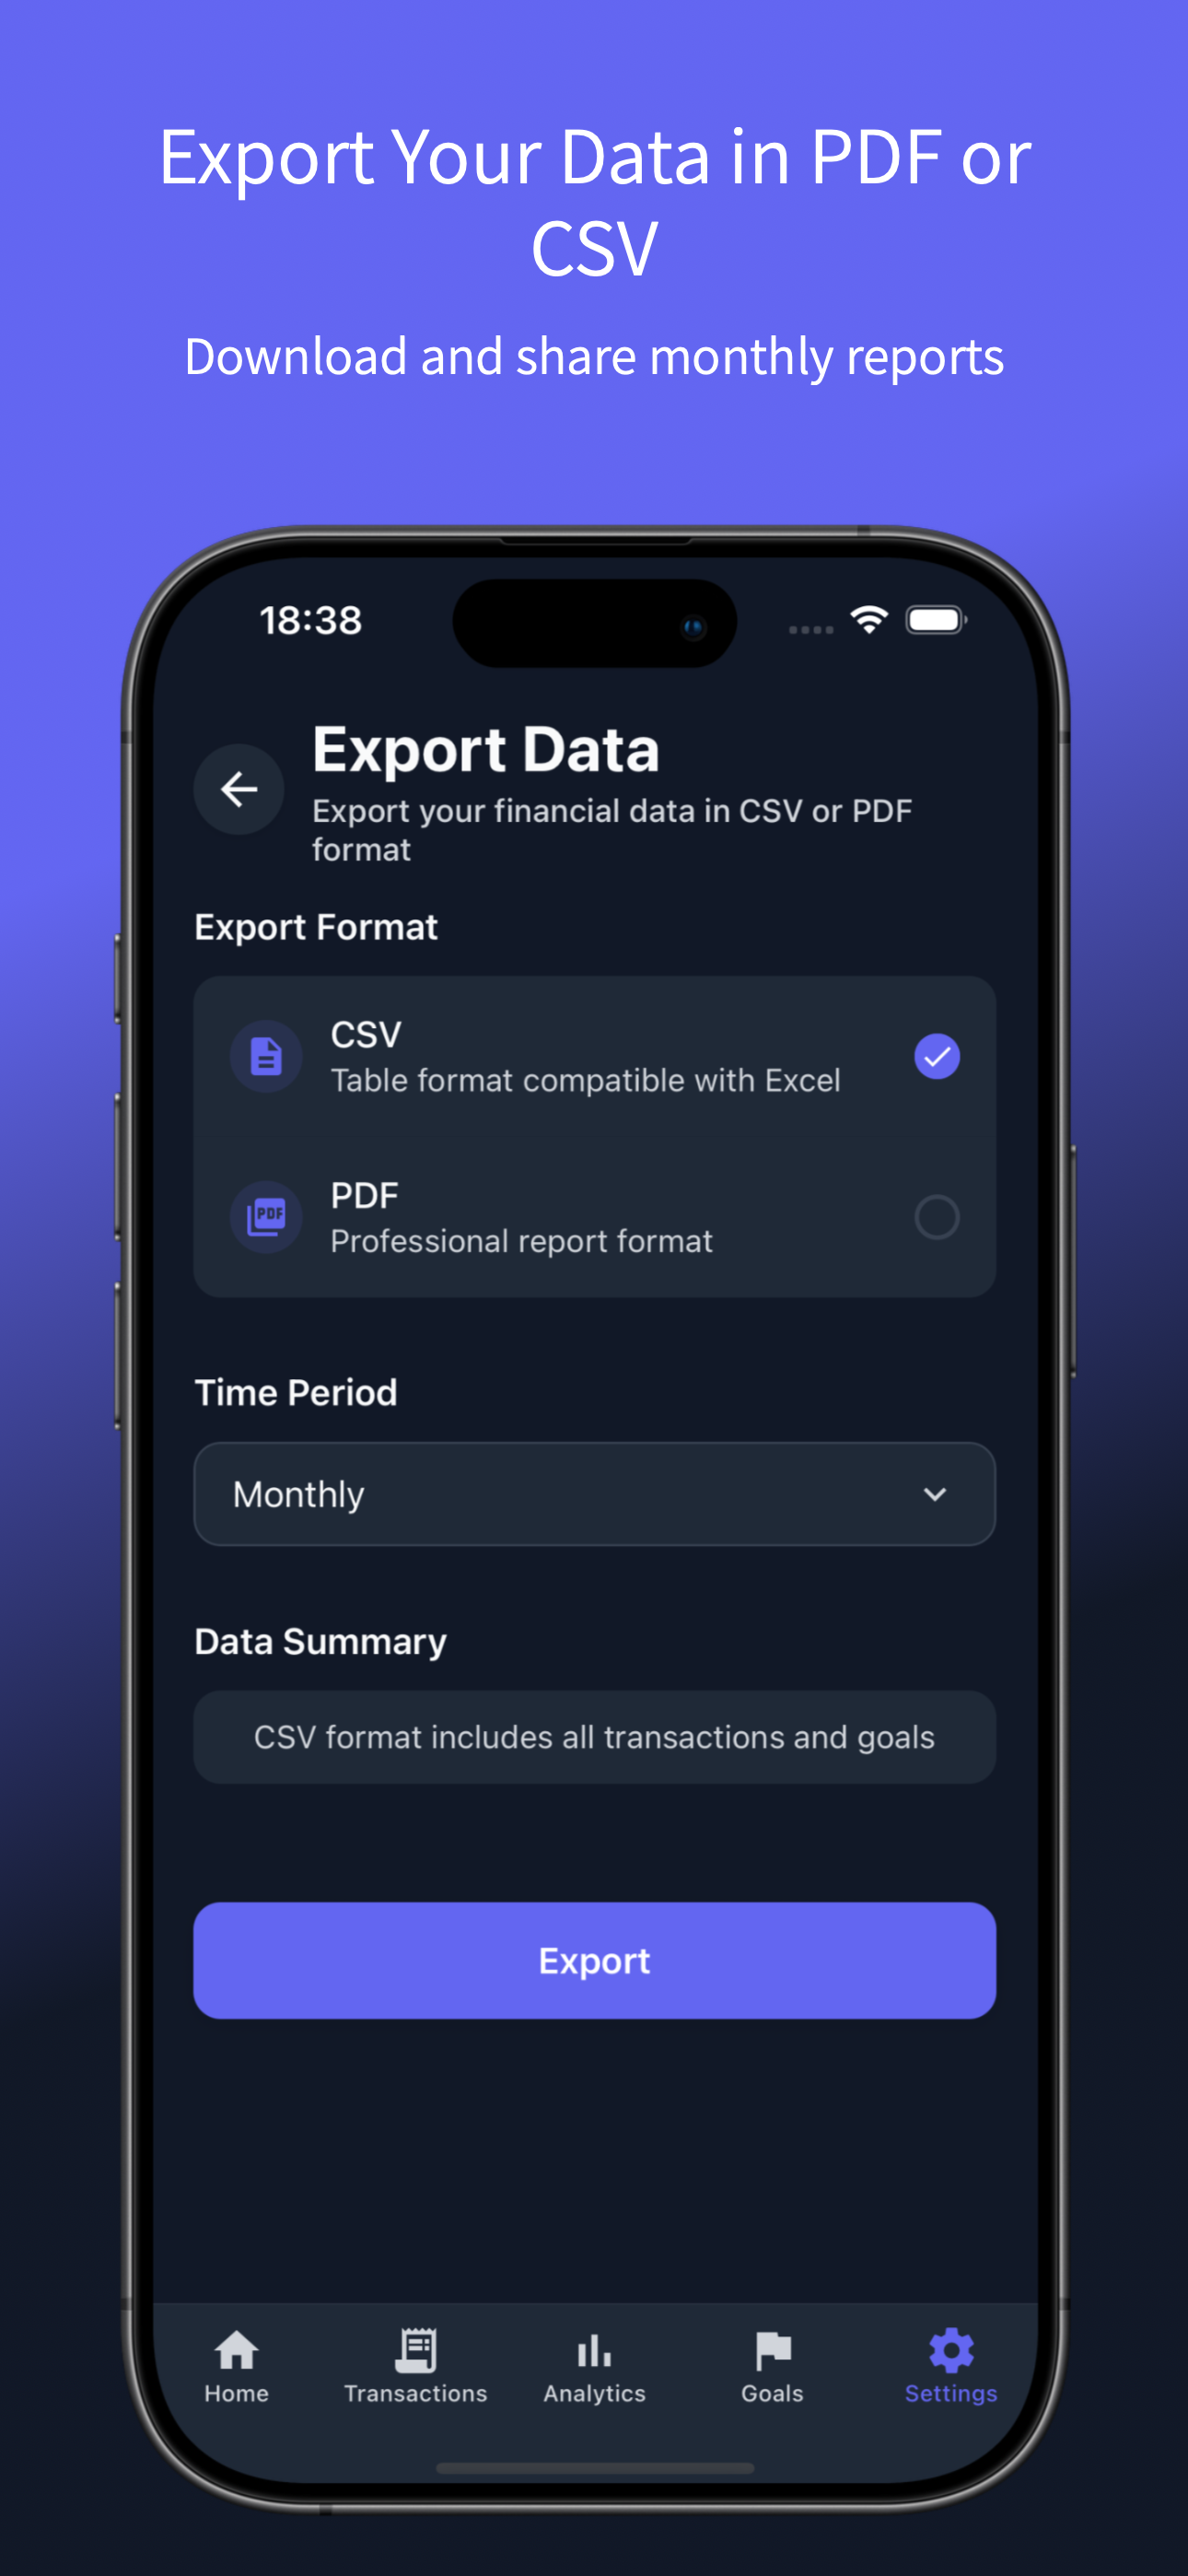 Export Your Data in PDF or
CSV
Download and share monthly reports
18:38
Export Data
Export your financial data in CSV or PDF
format
Export Format
CSV
Table format compatible with Excel
PDF
PDF
Professional report format
Time Period
Monthly
Data Summary
CSV format includes all transactions and goals
Export
Home
Transactions
Analytics
Goals
Settings